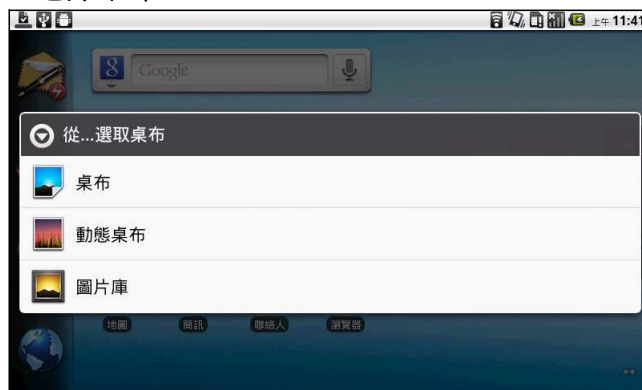 上午 11:41
Google
從...選取桌布
桌布
動態桌布
圖片庫
地圖 簡訊 聯絡人 瀏覽器